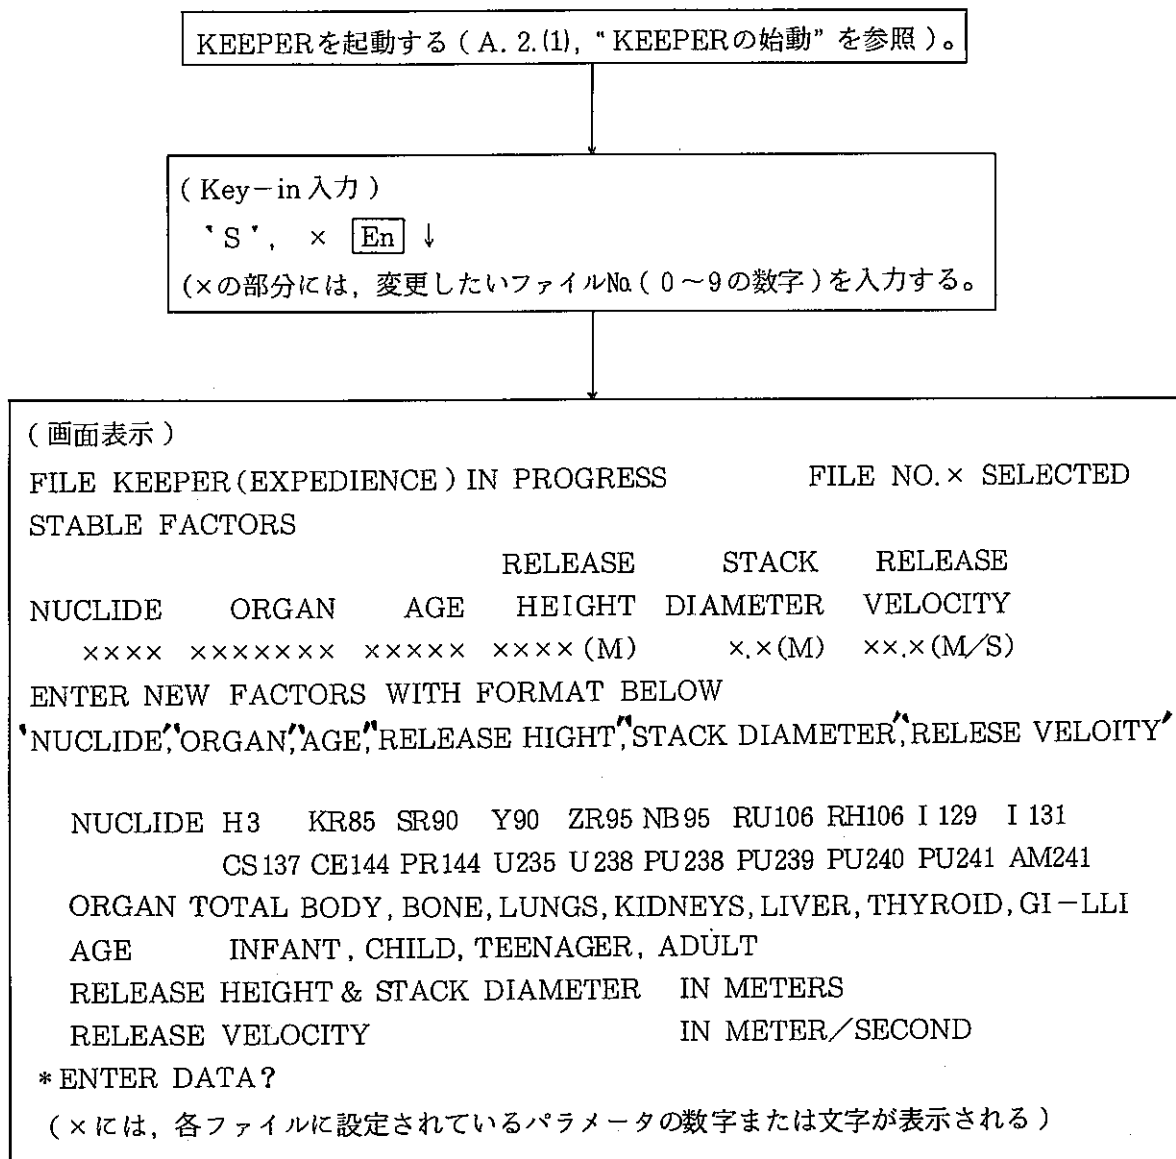 KEEPERを起動する ( A. 2.(1), “KEEPERの始動” を参照 )。
( Key−in 入力 )
‘S’, × En ↓
(×の部分には, 変更したいファイル№ ( 0〜9の数字 ) を入力する。
( 画面表示 )
FILE KEEPER (EXPEDIENCE ) IN PROGRESS FILE NO. × SELECTED
STABLE FACTORS
RELEASE STACK RELEASE
NUCLIDE ORGAN AGE HEIGHT DIAMETER VELOCITY
×××× ××××××× ××××× ×××× (M) ×.× (M) ××.× (M/S)
ENTER NEW FACTORS WITH FORMAT BELOW
‘NUCLIDE’,‘ORGAN’,‘AGE’,‘RELEASE HIGHT’,‘STACK DIAMETER’,‘RELESE VELOITY’
NUCLIDE H3 KR85 SR90 Y90 ZR95 NB95 RU106 RH106 I 129 I 131
CS137 CE144 PR144 U235 U238 PU238 PU239 PU240 PU241 AM241
ORGAN TOTAL BODY, BONE, LUNGS, KIDNEYS, LIVER, THYROID, GI−LLI
AGE INFANT, CHILD, TEENAGER, ADULT
RELEASE HEIGHT & STACK DIAMETER IN METERS
RELEASE VELOCITY IN METER/SECOND
* ENTER DATA?
( ×には, 各ファイルに設定されているパラメータの数字または文字が表示される )